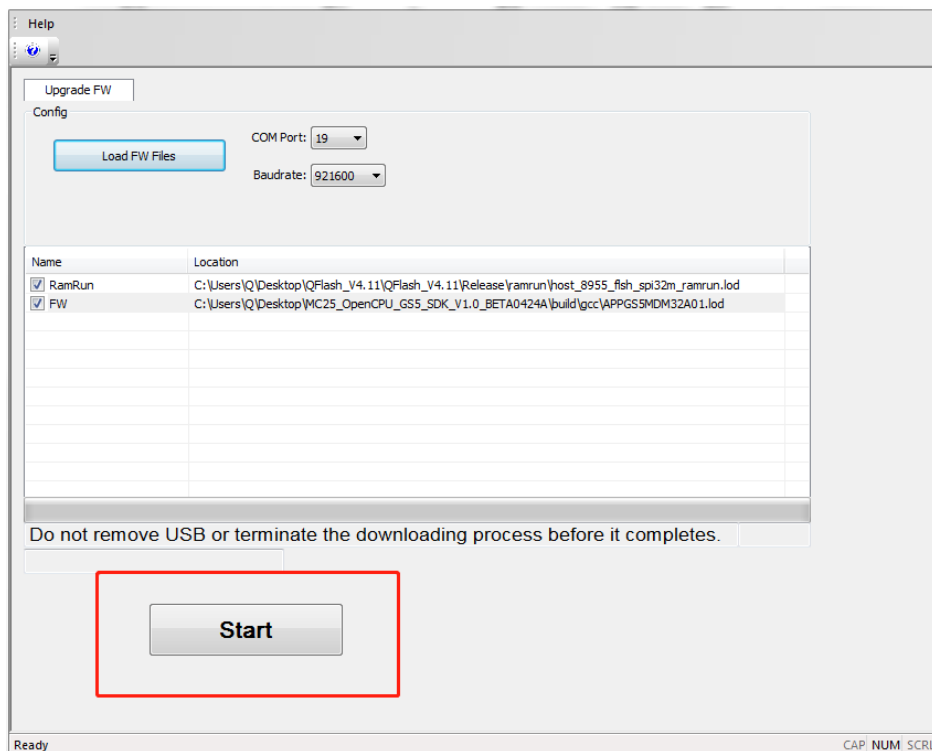 Help
Upgrade FW
Config
Load FW Files
COM Port: 19
Baudrate: 921600
Name Location
RamRun C:\Users\Q\Desktop\QFlash_V4.11\QFlash_V4.11\Release\ramrun\host_8955_flsh_spi32m_ramrun.lod
FW C:\Users\Q\Desktop\MC25_OpenCPU_GS5_SDK_V1.0_BETA0424A\build\gcc\APPGS5MDM32A01.lod
Do not remove USB or terminate the downloading process before it completes.
Start
Ready CAP NUM SCRL